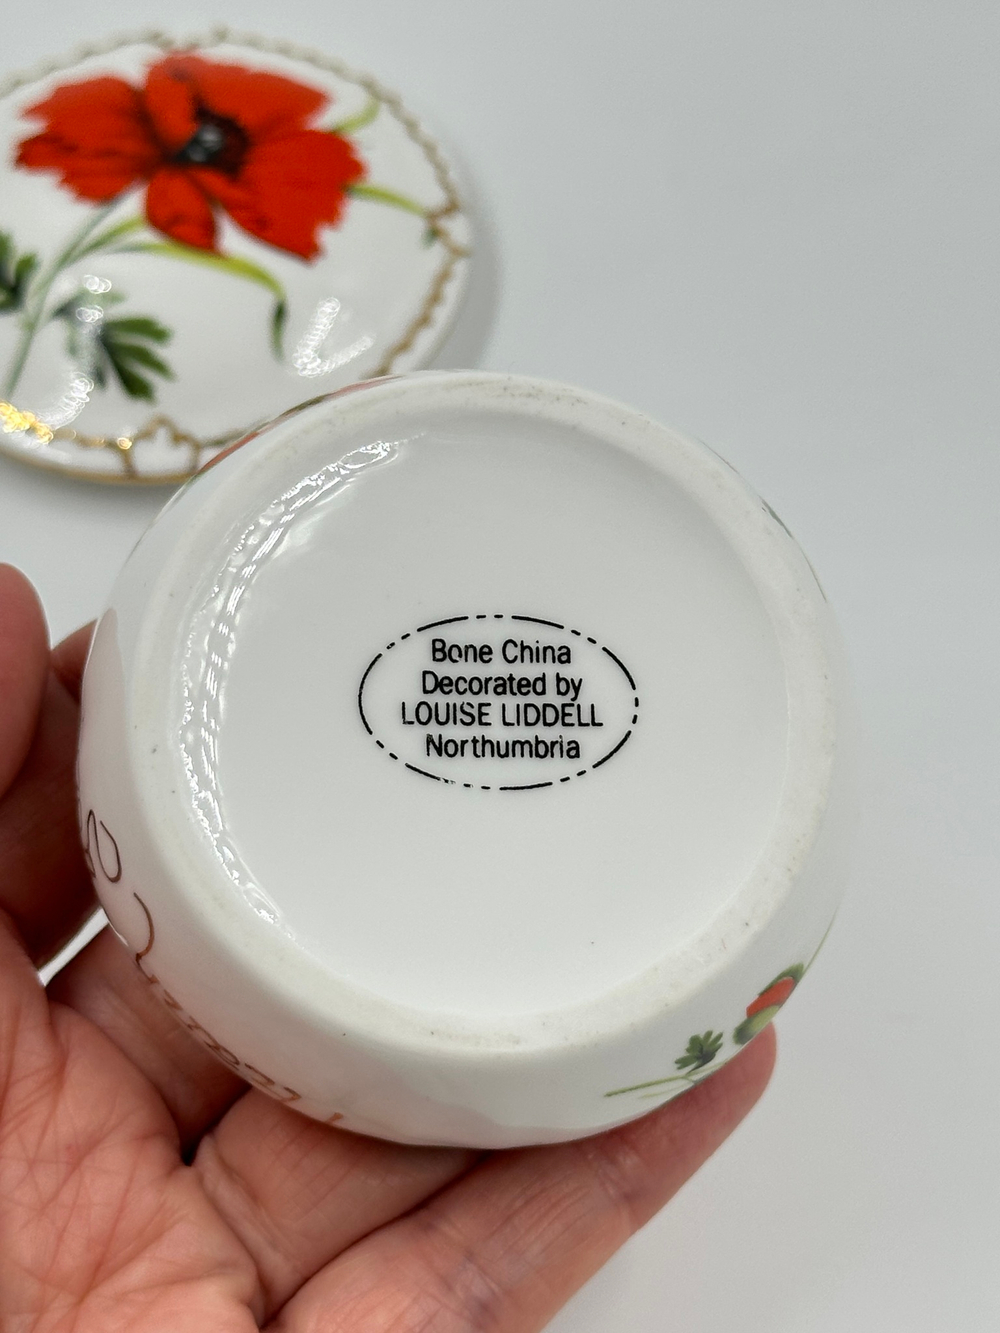 Bone China
Decorated by
LOUISE LIDDELL
Northumbria